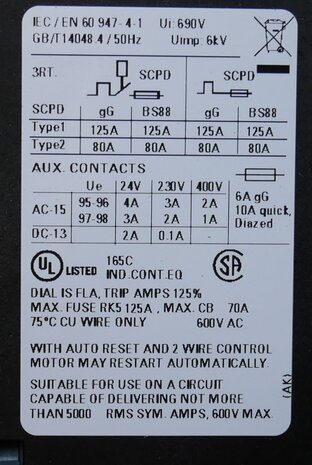 IEC / EN 60 947-4-1 Ui: 690V
GB/T14048.4 / 50Hz Uimp: 6kV
3RT. SCPD SCPD
SCPD gG BS88 gG BS88
Type1 125A 125A 125A 125A
Type2 80A 80A 80A 80A
AUX. CONTACTS
Ue 24V 230V 400V
AC-15 95-96 4A 3A 2A
97-98 3A 2A 1A
DC-13 2A 0.1A
6A gG
10A quick,
Diazed
UL LISTED 165C
IND.CONT.EQ
SA
DIAL IS FLA, TRIP AMPS 125%
MAX. FUSE RK5 125A , MAX. CB 70A
75°C CU WIRE ONLY 600V AC
WITH AUTO RESET AND 2 WIRE CONTROL
MOTOR MAY RESTART AUTOMATICALLY.
SUITABLE FOR USE ON A CIRCUIT
CAPABLE OF DELIVERING NOT MORE
THAN 5000 RMS SYM. AMPS, 600V MAX.
(AK)